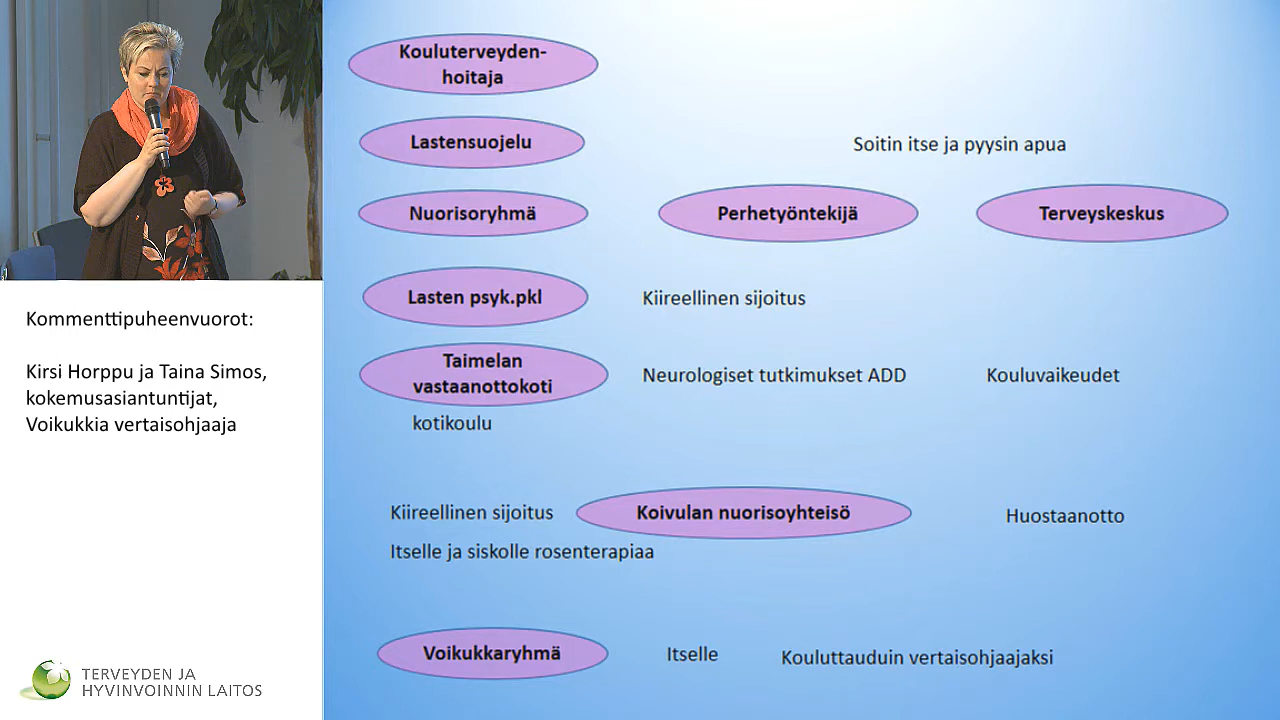 Kouluterveyden-
hoitaja
Lastensuojelu
Soitin itse ja pyysin apua
Nuorisoryhmä
Perhetyöntekijä
Terveyskeskus
Lasten psyk.pkl
Kiireellinen sijoitus
Taimelan
vastaanottokoti
Neurologiset tutkimukset ADD
Kouluvaikeudet
kotikoulu
Kiireellinen sijoitus
Koivulan nuorisoyhteisö
Huostaanotto
Itselle ja siskolle rosenterapiaa
Voikukkaryhmä
Itselle
Kouluttauduin vertaisohjaajaksi
Kommenttipuheenvuorot:
Kirsi Horppu ja Taina Simos,
kokemusasiantuntijat,
Voikukkia vertaisohjaaja
TERVEYDEN JA
HYVINVOINNIN LAITOS